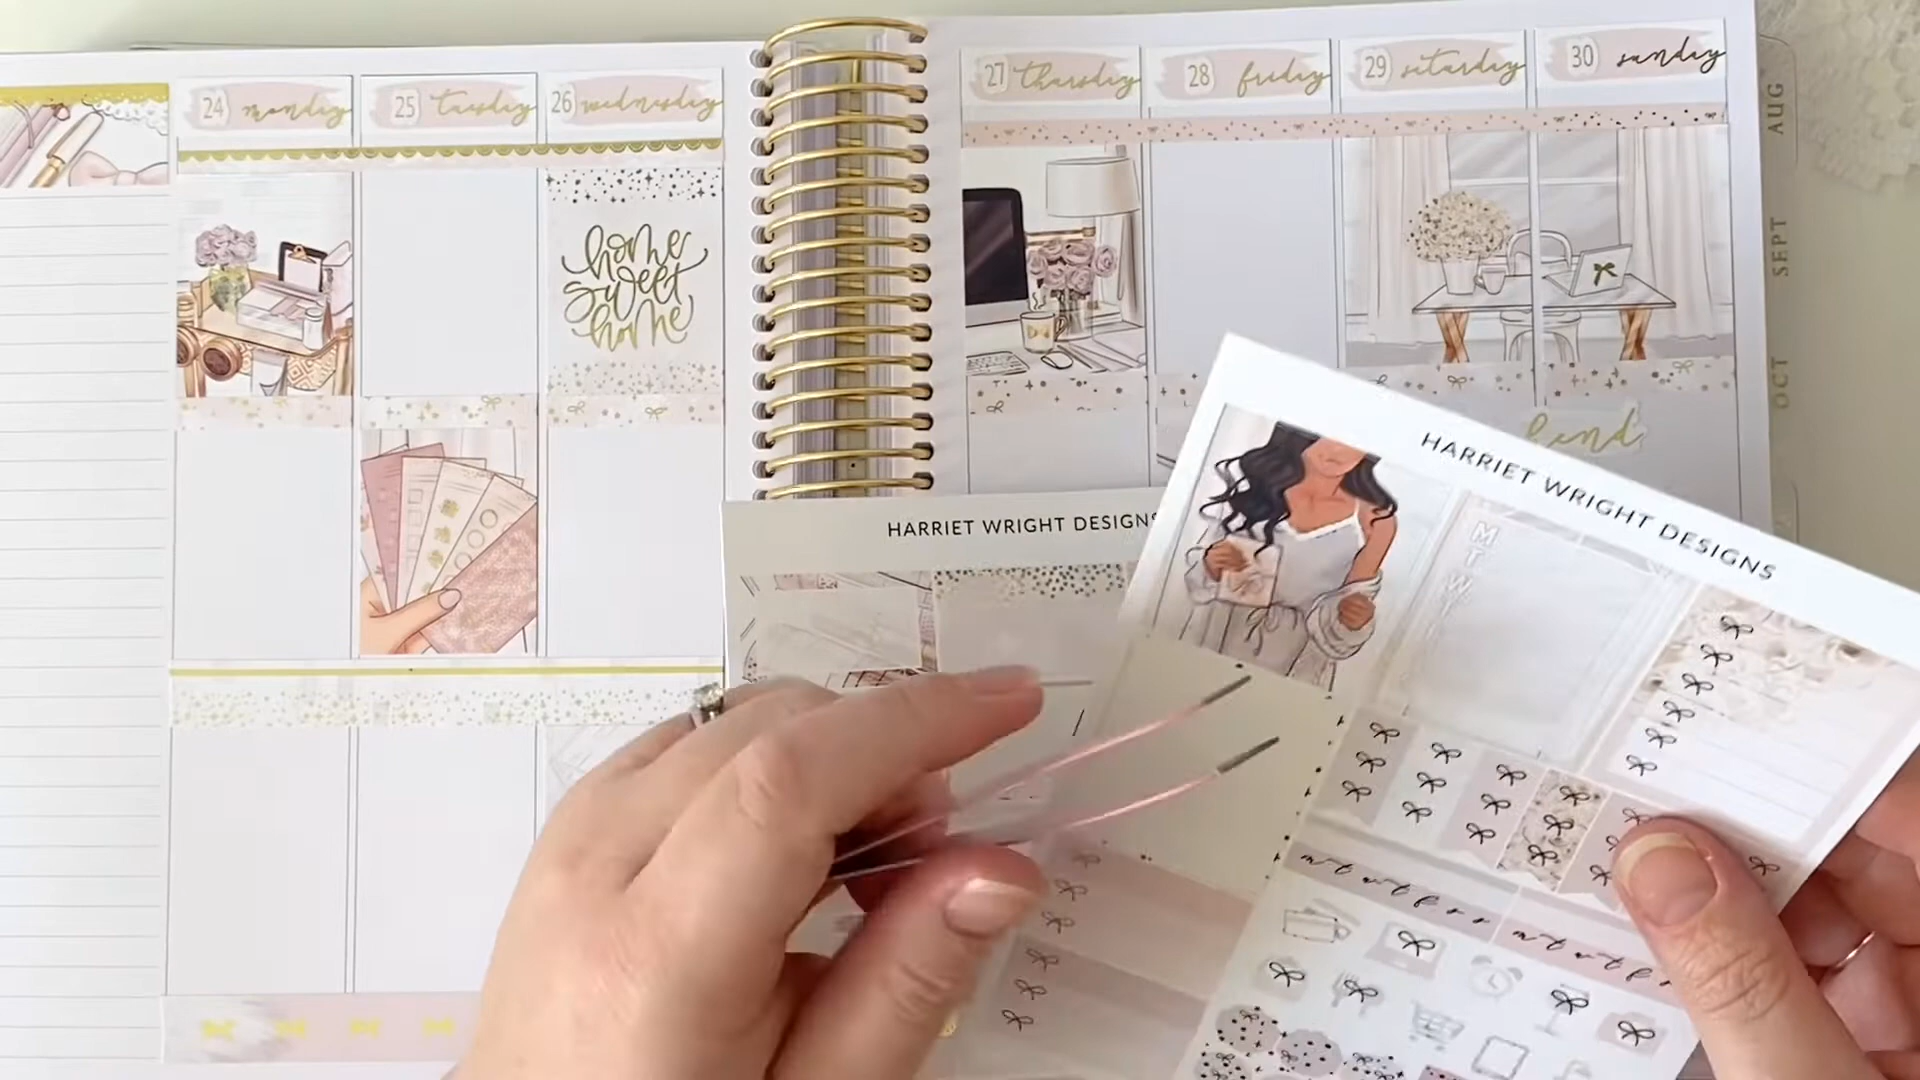 24 monday
25 tuesday
26 wednesday
27 thursday
28 friday
29 saturday
30 sunday
AUG
SEPT
OCT
home
sweet
home
HARRIET WRIGHT DESIGNS
HARRIET WRIGHT DESIGNS
M
T
W
m t w t f s s
m t w t f s